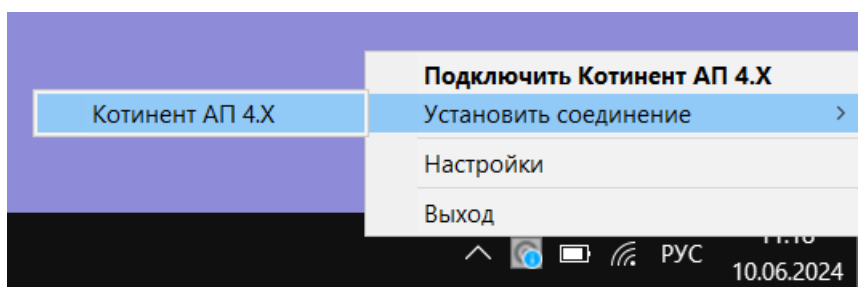 Подключить Котинент АП 4.X
Котинент АП 4.X
Установить соединение
Настройки
Выход
РУС
10.06.2024